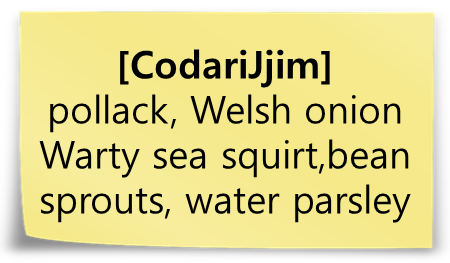 [CodariJjim]
pollack, Welsh onion
Warty sea squirt,bean
sprouts, water parsley